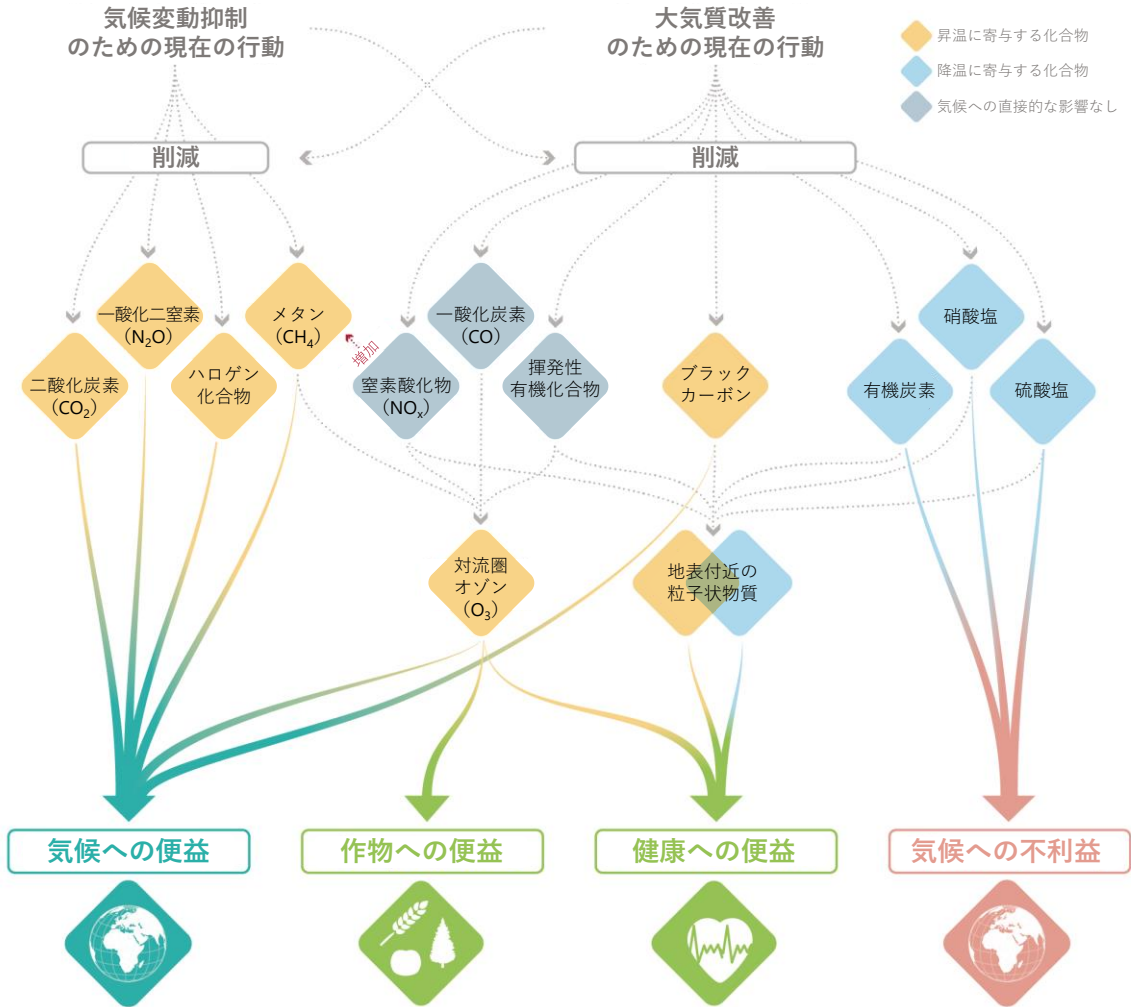 気候変動抑制
のための現在の行動
大気質改善
のための現在の行動
昇温に寄与する化合物
降温に寄与する化合物
気候への直接的な影響なし
削減
削減
一酸化二窒素
(N₂O)
メタン
(CH₄)
一酸化炭素
(CO)
硝酸塩
増加
二酸化炭素
(CO₂)
ハロゲン
化合物
窒素酸化物
(NOₓ)
揮発性
有機化合物
ブラック
カーボン
有機炭素
硫酸塩
対流圏
オゾン
(O₃)
地表付近の
粒子状物質
気候への便益
作物への便益
健康への便益
気候への不利益